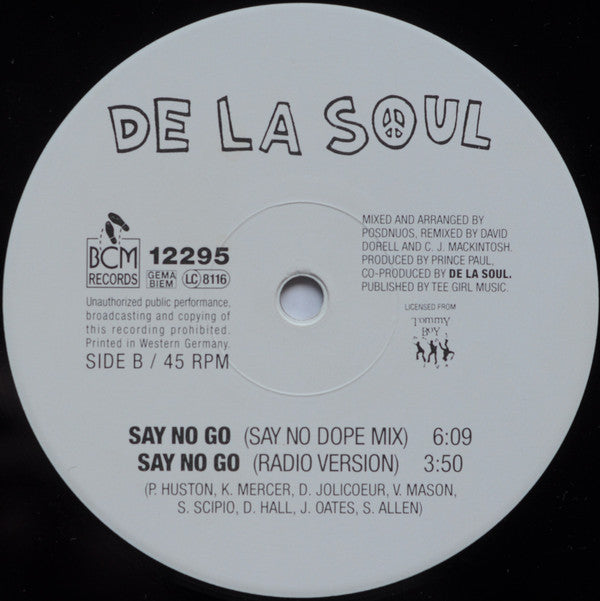 DE LA SOUL
BCM
RECORDS
12295
GEMA
BIEM
LC 8116
Unauthorized public performance,
broadcasting and copying of
this recording prohibited.
Printed in Western Germany.
SIDE B / 45 RPM
MIXED AND ARRANGED BY
POSDNUOS, REMIXED BY DAVID
DORELL AND C. J. MACKINTOSH.
PRODUCED BY PRINCE PAUL,
CO-PRODUCED BY DE LA SOUL.
PUBLISHED BY TEE GIRL MUSIC.
LICENSED FROM
Tommy
Boy
SAY NO GO (SAY NO DOPE MIX) 6:09
SAY NO GO (RADIO VERSION) 3:50
(P. HUSTON, K. MERCER, D. JOLICOEUR, V. MASON,
S. SCIPIO, D. HALL, J. OATES, S. ALLEN)